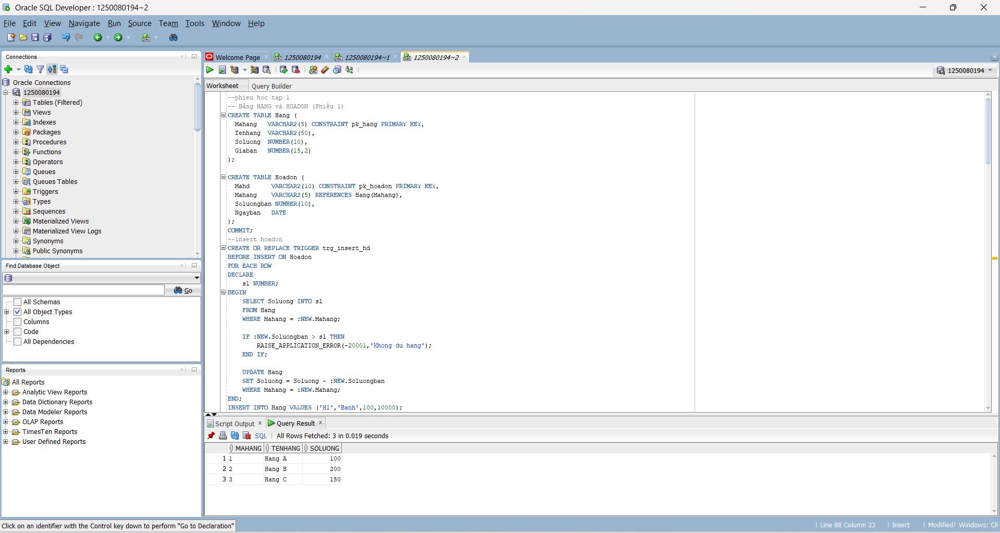 Oracle SQL Developer : 1250080194~2
File Edit View Navigate Run Source Team Tools Window Help
Connections
Oracle Connections
1250080194
Tables (Filtered)
Views
Indexes
Packages
Procedures
Functions
Operators
Queues
Queues Tables
Triggers
Types
Sequences
Materialized Views
Materialized View Logs
Synonyms
Public Synonyms
Find Database Object
Go
All Schemas
All Object Types
Columns
Code
All Dependencies
Reports
All Reports
Analytic View Reports
Data Dictionary Reports
Data Modeler Reports
OLAP Reports
TimesTen Reports
User Defined Reports
Welcome Page 1250080194 1250080194~1 1250080194~2
1250080194
Worksheet Query Builder
--phieu hoc tap 1
-- Bảng HANG và HOADON (Phiếu 1)
CREATE TABLE Hang (
Mahang VARCHAR2(5) CONSTRAINT pk_hang PRIMARY KEY,
Tenhang VARCHAR2(50),
Soluong NUMBER(10),
Giaban NUMBER(15,2)
);
CREATE TABLE Hoadon (
Mahd VARCHAR2(10) CONSTRAINT pk_hoadon PRIMARY KEY,
Mahang VARCHAR2(5) REFERENCES Hang(Mahang),
Soluongban NUMBER(10),
Ngayban DATE
);
COMMIT;
--insert hoadon
CREATE OR REPLACE TRIGGER trg_insert_hd
BEFORE INSERT ON Hoadon
FOR EACH ROW
DECLARE
sl NUMBER;
BEGIN
SELECT Soluong INTO sl
FROM Hang
WHERE Mahang = :NEW.Mahang;
IF :NEW.Soluongban > sl THEN
RAISE_APPLICATION_ERROR(-20001,'Khong du hang');
END IF;
UPDATE Hang
SET Soluong = Soluong - :NEW.Soluongban
WHERE Mahang = :NEW.Mahang;
END;
INSERT INTO Hang VALUES ('H1','Banh',100,10000);
Script Output Query Result
SQL All Rows Fetched: 3 in 0.019 seconds
MAHANG TENHANG SOLUONG
1 1 Hang A 100
2 2 Hang B 200
3 3 Hang C 150
Click on an identifier with the Control key down to perform "Go to Declaration"
Line 88 Column 23 Insert Modified Windows: CF